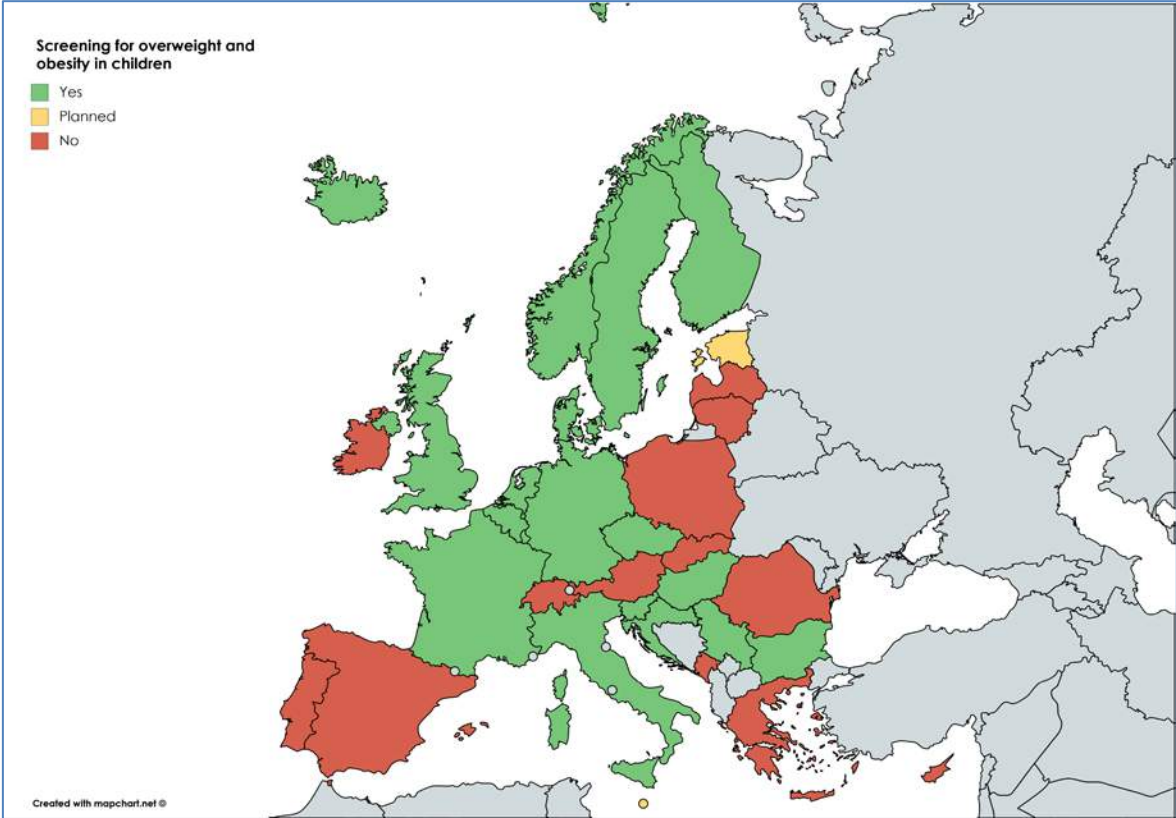 Screening for overweight and
obesity in children
Yes
Planned
No
Created with mapchart.net ©